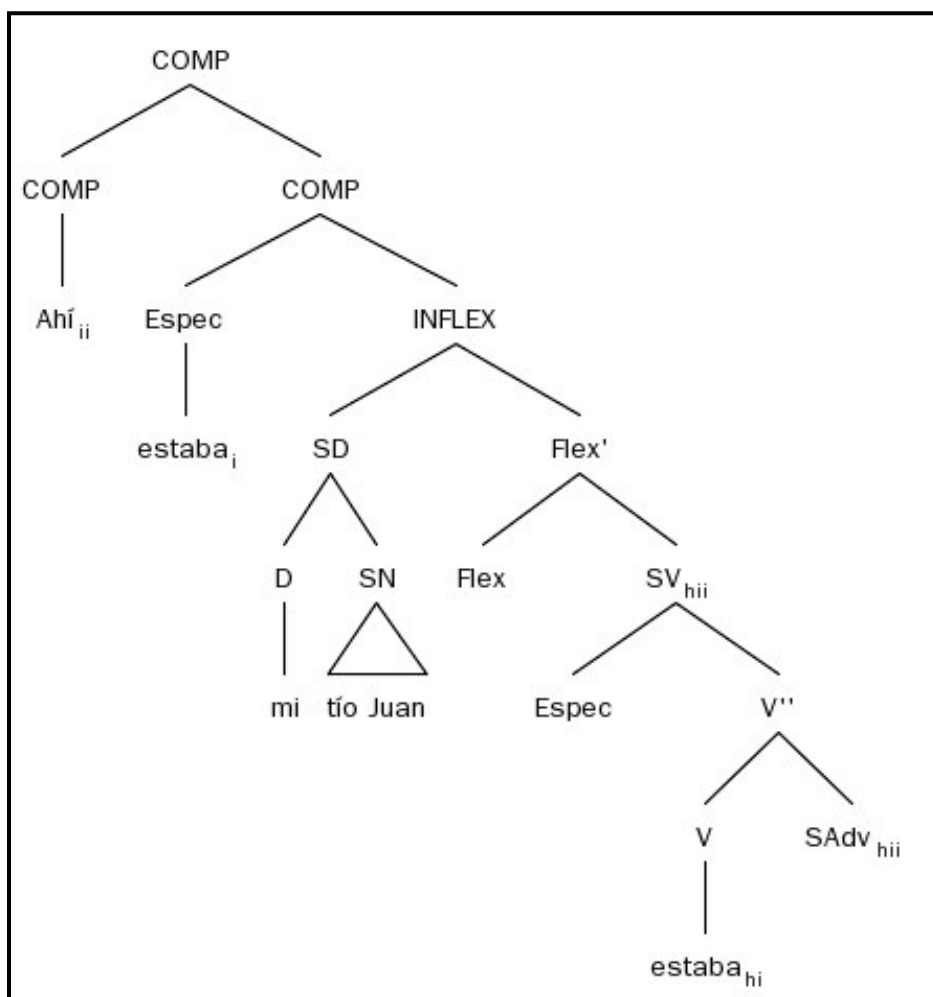 COMP
COMP COMP
Ahí ii Espec INFLEX
estaba i SD Flex'
D SN Flex SV hii
mi tío Juan Espec V''
V SAdv hii
estaba hi